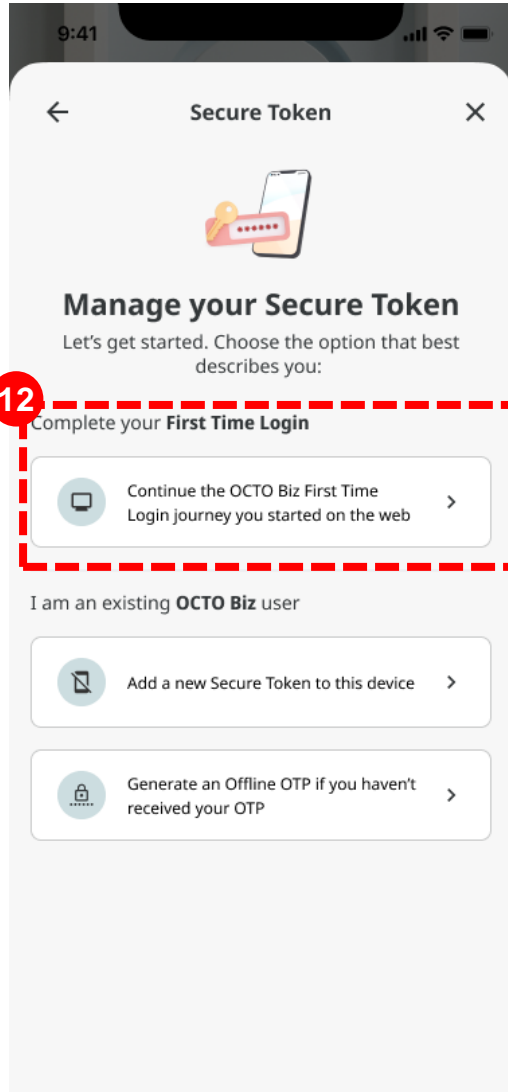 9:41
Secure Token
Manage your Secure Token
Let's get started. Choose the option that best
describes you:
12
Complete your First Time Login
Continue the OCTO Biz First Time
Login journey you started on the web
I am an existing OCTO Biz user
Add a new Secure Token to this device
Generate an Offline OTP if you haven't
received your OTP